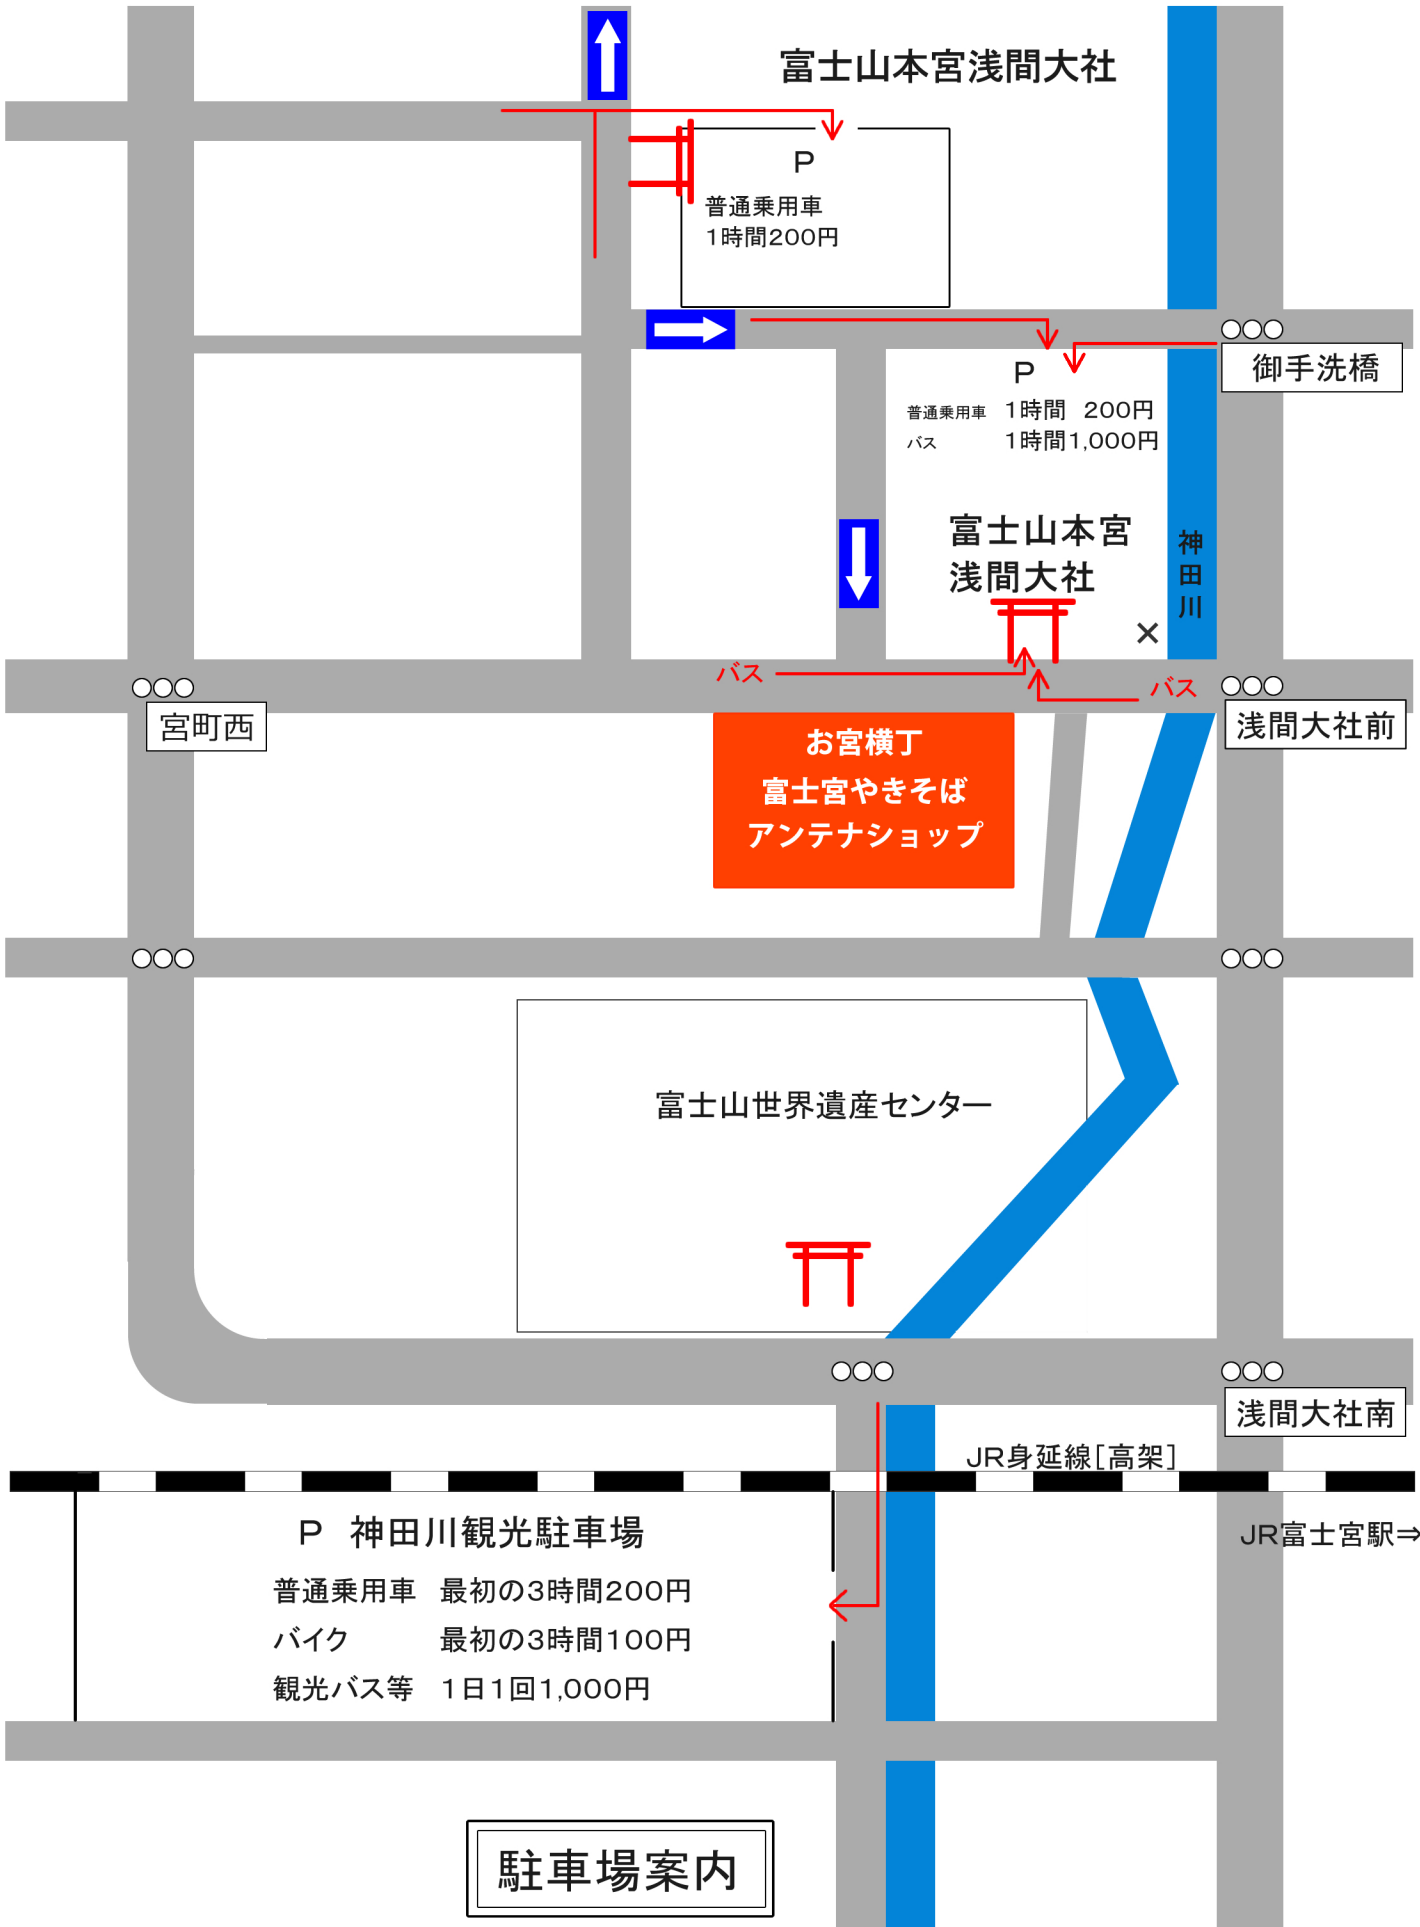 富士山本宮浅間大社
P
普通乗用車
1時間200円
御手洗橋
P
普通乗用車 1時間 200円
バス 1時間1,000円
富士山本宮
浅間大社
神田川
×
バス
バス
宮町西
浅間大社前
お宮横丁
富士宮やきそば
アンテナショップ
富士山世界遺産センター
浅間大社南
JR身延線[高架]
JR富士宮駅⇒
P 神田川観光駐車場
普通乗用車 最初の3時間200円
バイク 最初の3時間100円
観光バス等 1日1回1,000円
駐車場案内